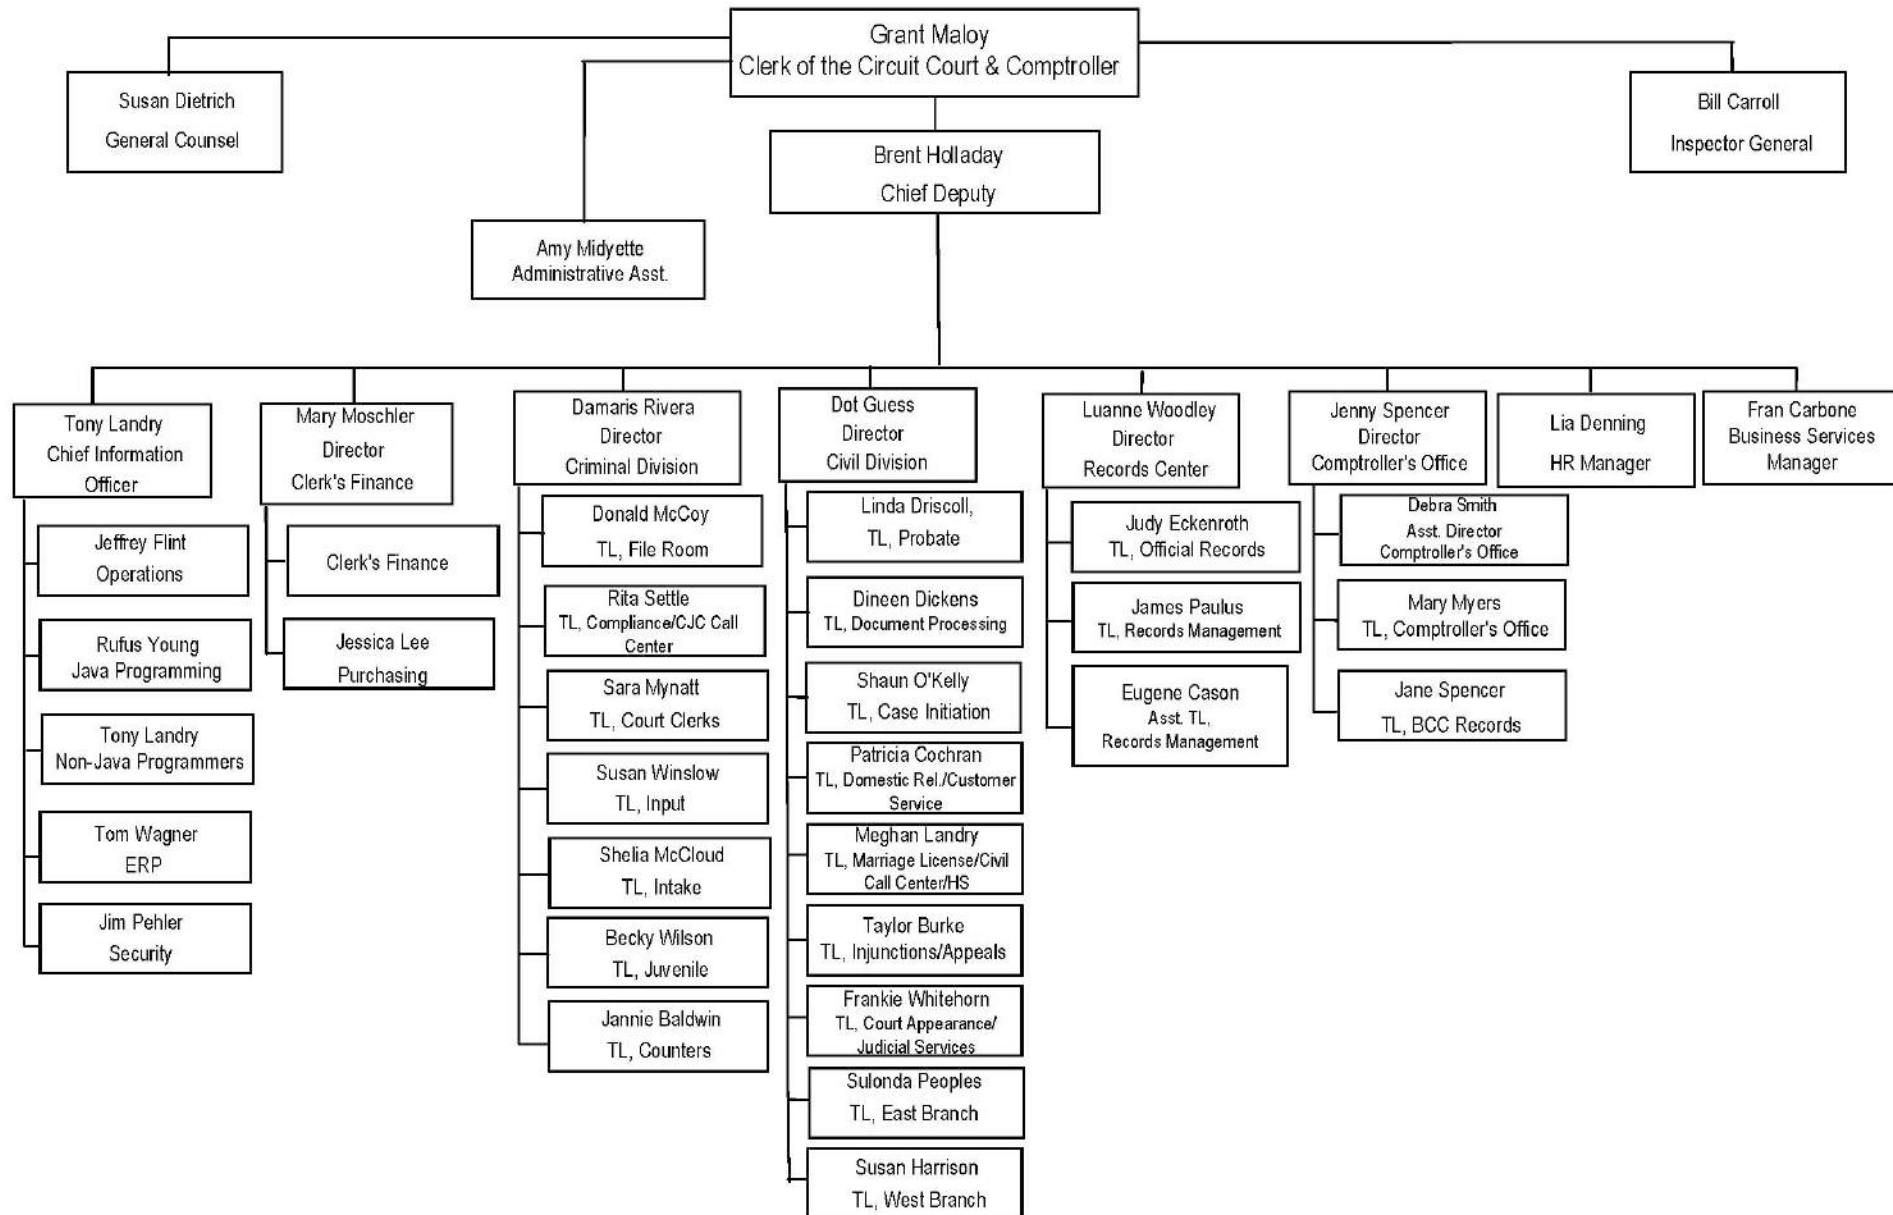 Grant Maloy
Clerk of the Circuit Court & Comptroller
Susan Dietrich
General Counsel
Bill Carroll
Inspector General
Brent Holladay
Chief Deputy
Amy Midyette
Administrative Asst.
Tony Landry
Chief Information
Officer
Jeffrey Flint
Operations
Rufus Young
Java Programming
Tony Landry
Non-Java Programmers
Tom Wagner
ERP
Jim Pehler
Security
Mary Moschler
Director
Clerk's Finance
Clerk's Finance
Jessica Lee
Purchasing
Damaris Rivera
Director
Criminal Division
Donald McCoy
TL, File Room
Rita Settle
TL, Compliance/CJC Call
Center
Sara Mynatt
TL, Court Clerks
Susan Winslow
TL, Input
Shelia McCloud
TL, Intake
Becky Wilson
TL, Juvenile
Jannie Baldwin
TL, Counters
Dot Guess
Director
Civil Division
Linda Driscoll,
TL, Probate
Dineen Dickens
TL, Document Processing
Shaun O'Kelly
TL, Case Initiation
Patricia Cochran
TL, Domestic Rel./Customer
Service
Meghan Landry
TL, Marriage License/Civil
Call Center/HS
Taylor Burke
TL, Injunctions/Appeals
Frankie Whitehorn
TL, Court Appearance/
Judicial Services
Sulonda Peoples
TL, East Branch
Susan Harrison
TL, West Branch
Luanne Woodley
Director
Records Center
Judy Eckenroth
TL, Official Records
James Paulus
TL, Records Management
Eugene Cason
Asst. TL,
Records Management
Jenny Spencer
Director
Comptroller's Office
Debra Smith
Asst. Director
Comptroller's Office
Mary Myers
TL, Comptroller's Office
Jane Spencer
TL, BCC Records
Lia Denning
HR Manager
Fran Carbone
Business Services
Manager